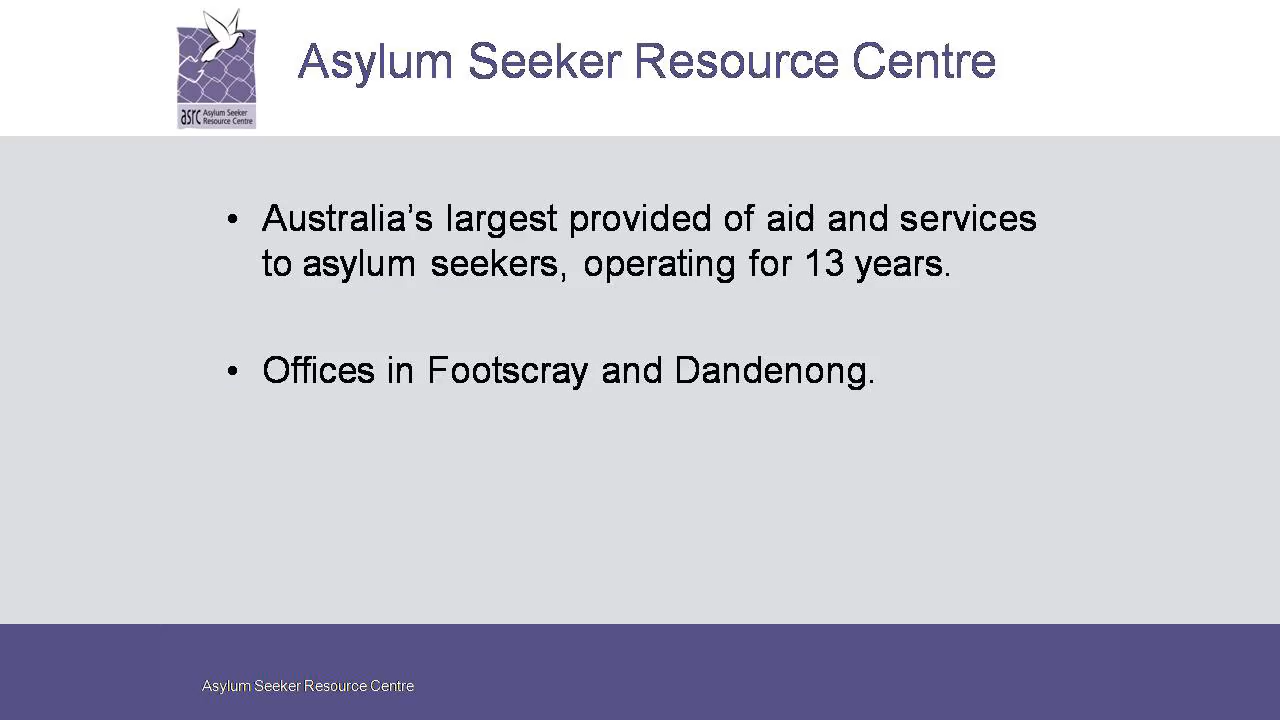 Asylum Seeker Resource Centre
asrc Asylum Seeker
Resource Centre
• Australia’s largest provided of aid and services
to asylum seekers, operating for 13 years.
• Offices in Footscray and Dandenong.
Asylum Seeker Resource Centre